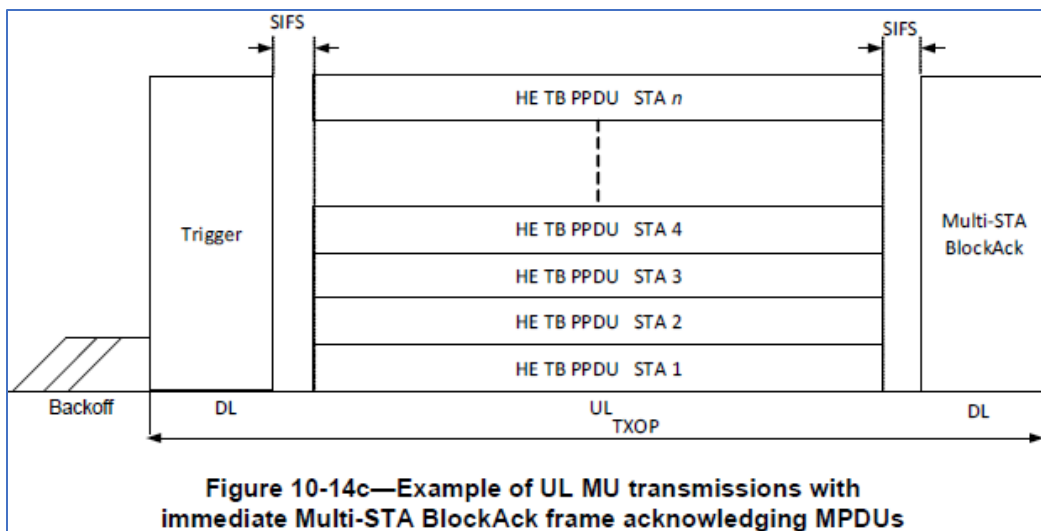 SIFS
SIFS
HE TB PPDU STA n
Trigger
HE TB PPDU STA 4
Multi-STA
BlockAck
HE TB PPDU STA 3
HE TB PPDU STA 2
HE TB PPDU STA 1
Backoff
DL
UL
DL
TXOP
Figure 10-14c—Example of UL MU transmissions with
immediate Multi-STA BlockAck frame acknowledging MPDUs